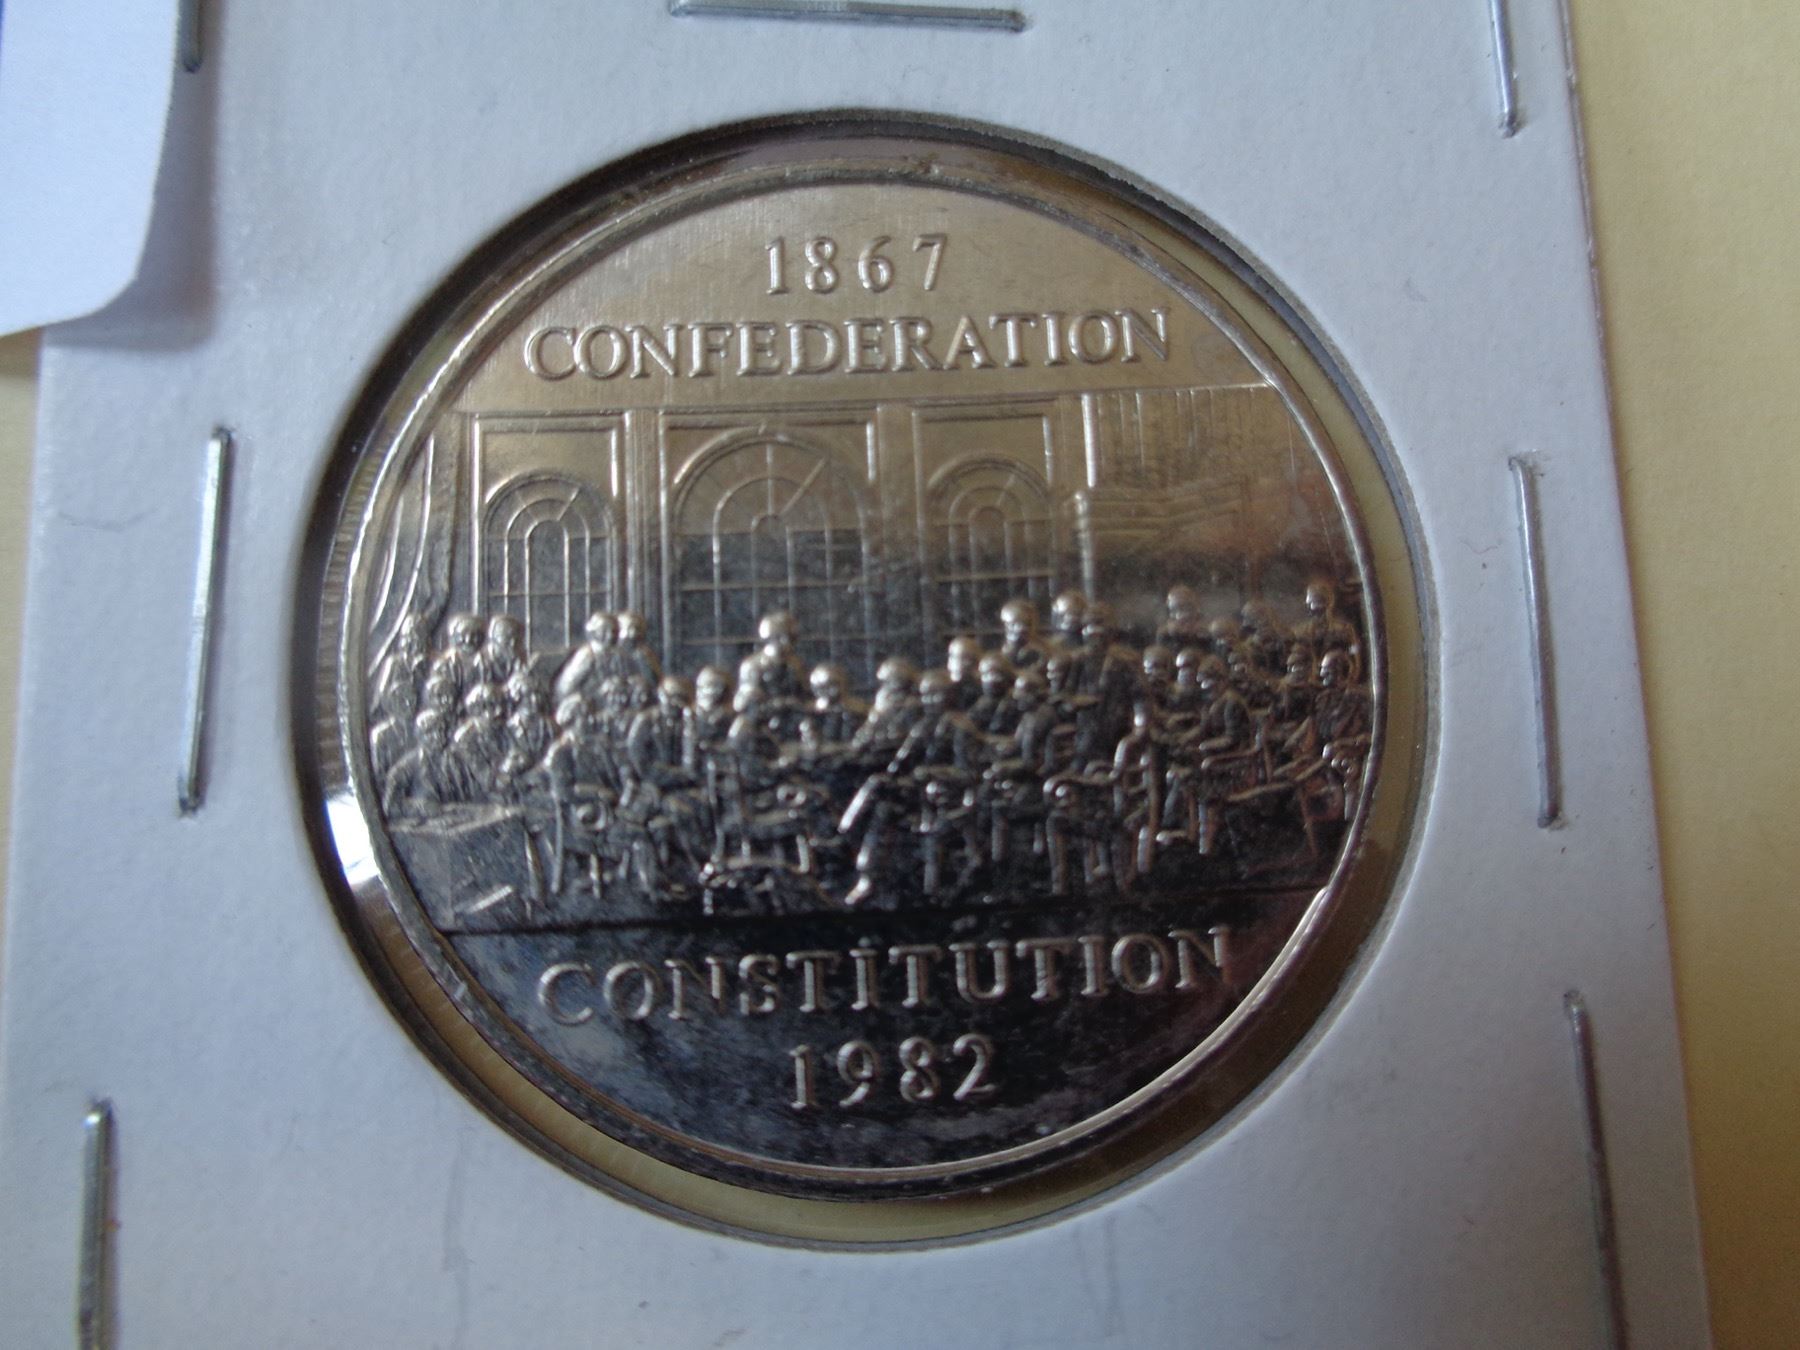 1867
CONFEDERATION
CONSTITUTION
1982